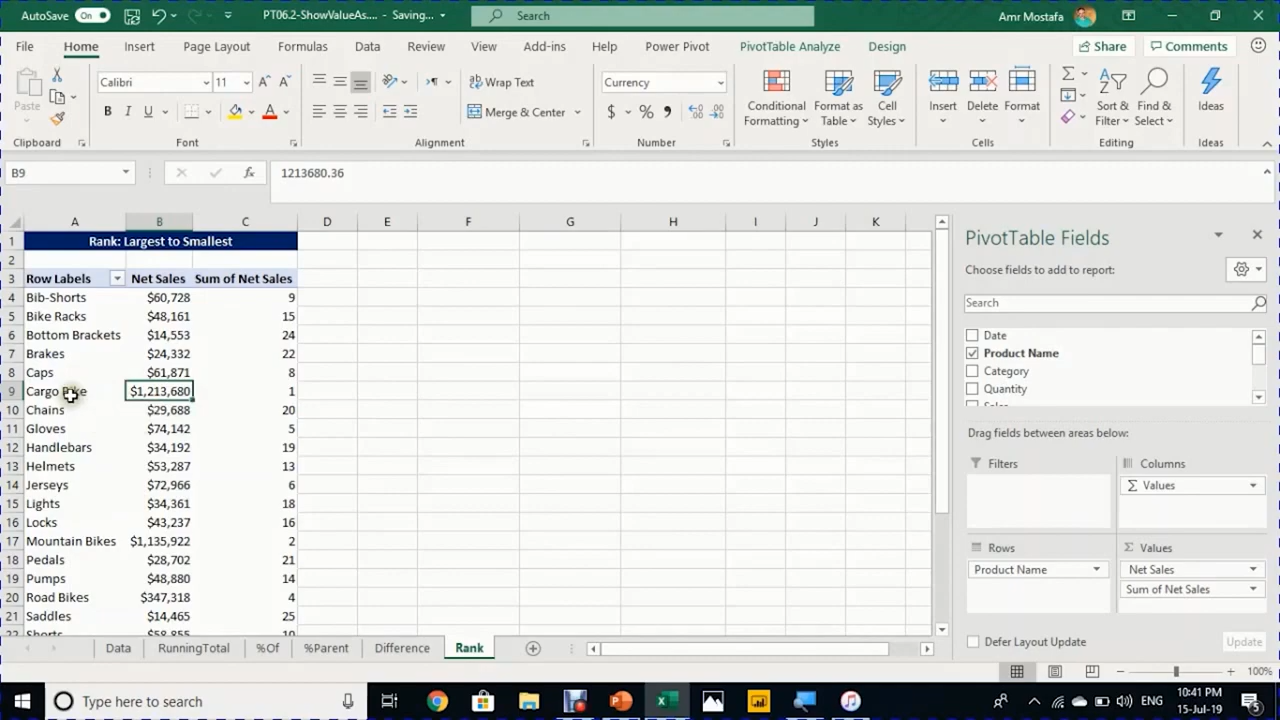 AutoSave On PT06.2-ShowValueAs.... - Saving... Search Amr Mostafa
File Home Insert Page Layout Formulas Data Review View Add-ins Help Power Pivot PivotTable Analyze Design Share Comments
Paste
Calibri 11
Wrap Text
Currency
Conditional Formatting Format as Table Cell Styles Insert Delete Format Sort & Filter Find & Select Ideas
B I U
Merge & Center
$ % ,
Clipboard Font Alignment Number Styles Cells Editing Ideas
B9 fx 1213680.36
A B C D E F G H I J K
1 Rank: Largest to Smallest
2
3 Row Labels Net Sales Sum of Net Sales
4 Bib-Shorts $60,728 9
5 Bike Racks $48,161 15
6 Bottom Brackets $14,553 24
7 Brakes $24,332 22
8 Caps $61,871 8
9 Cargo Bike $1,213,680 1
10 Chains $29,688 20
11 Gloves $74,142 5
12 Handlebars $34,192 19
13 Helmets $53,287 13
14 Jerseys $72,966 6
15 Lights $34,361 18
16 Locks $43,237 16
17 Mountain Bikes $1,135,922 2
18 Pedals $28,702 21
19 Pumps $48,880 14
20 Road Bikes $347,318 4
21 Saddles $14,465 25
22 Shorts $58,855 10
PivotTable Fields
Choose fields to add to report:
Search
Date
Product Name
Category
Quantity
Sales
Drag fields between areas below:
Filters Columns
Σ Values
Rows Σ Values
Product Name Net Sales
Sum of Net Sales
Defer Layout Update Update
Data RunningTotal %Of %Parent Difference Rank
100%
Type here to search
ENG
10:41 PM
15-Jul-19
5